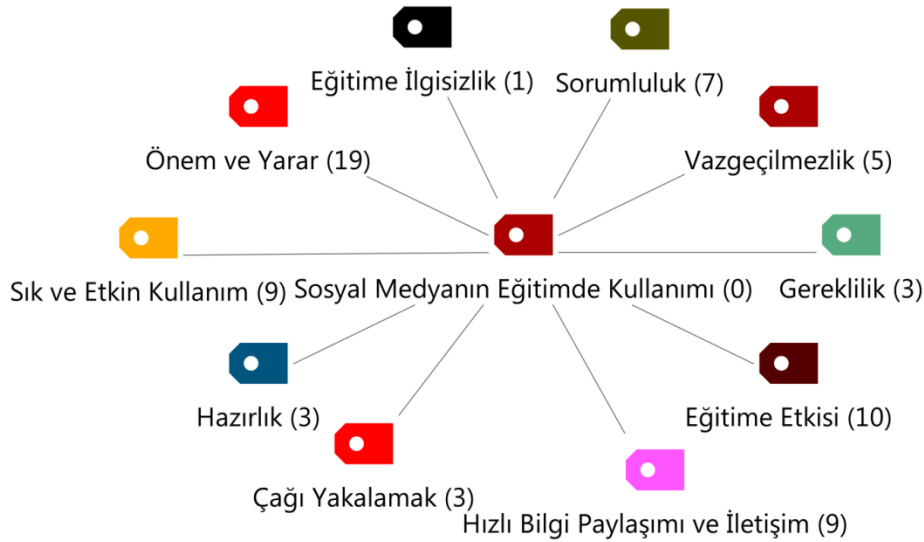 Eğitime İlgisizlik (1)
Sorumluluk (7)
Önem ve Yarar (19)
Vazgeçilmezlik (5)
Sık ve Etkin Kullanım (9)
Sosyal Medyanın Eğitimde Kullanımı (0)
Gereklilik (3)
Hazırlık (3)
Eğitime Etkisi (10)
Çağı Yakalamak (3)
Hızlı Bilgi Paylaşımı ve İletişim (9)